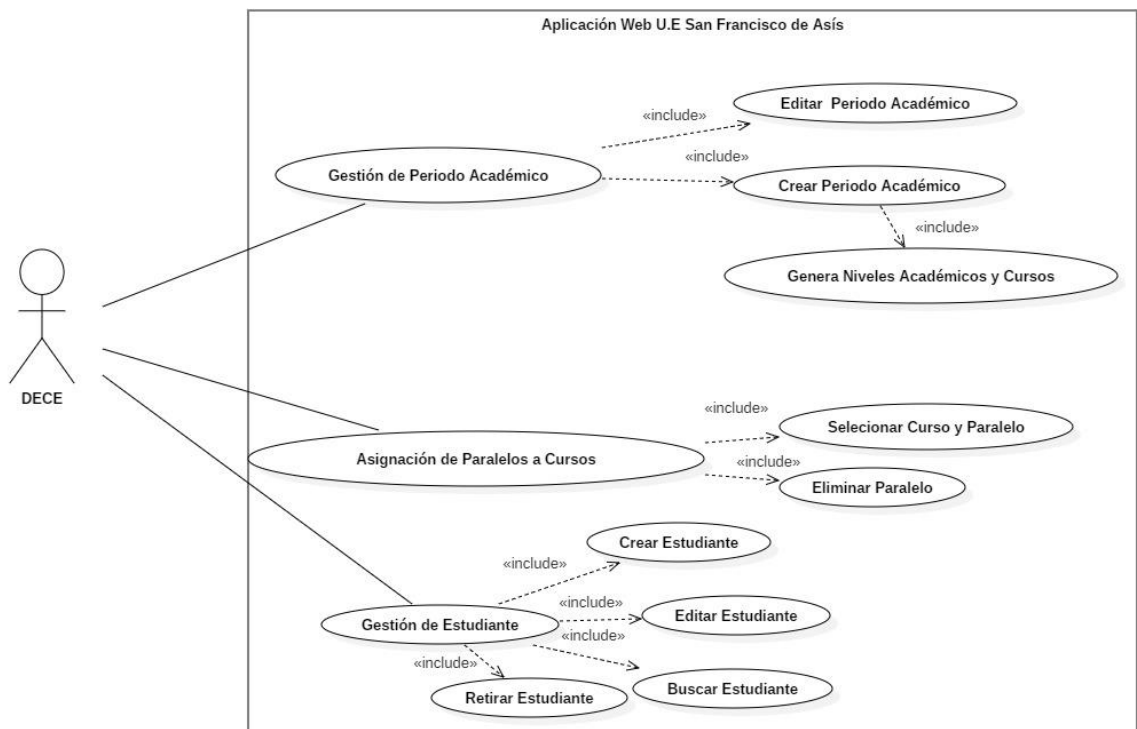 Aplicación Web U.E San Francisco de Asís
Editar Periodo Académico
«include»
«include»
Gestión de Periodo Académico
Crear Periodo Académico
«include»
Genera Niveles Académicos y Cursos
DECE
«include»
Selecionar Curso y Paralelo
Asignación de Paralelos a Cursos
«include»
Eliminar Paralelo
Crear Estudiante
«include»
«include»
Editar Estudiante
Gestión de Estudiante
«include»
«include»
Buscar Estudiante
Retirar Estudiante